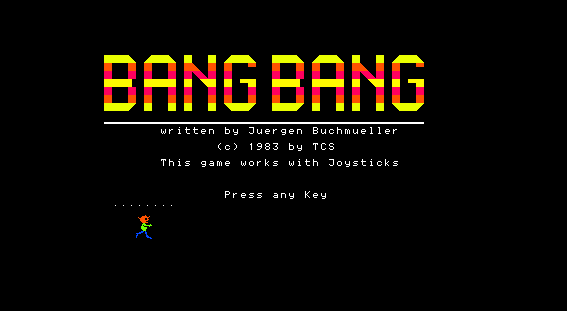 BANG BANG
written by Juergen Buchmueller
(c) 1983 by TCS
This game works with Joysticks
Press any Key
........